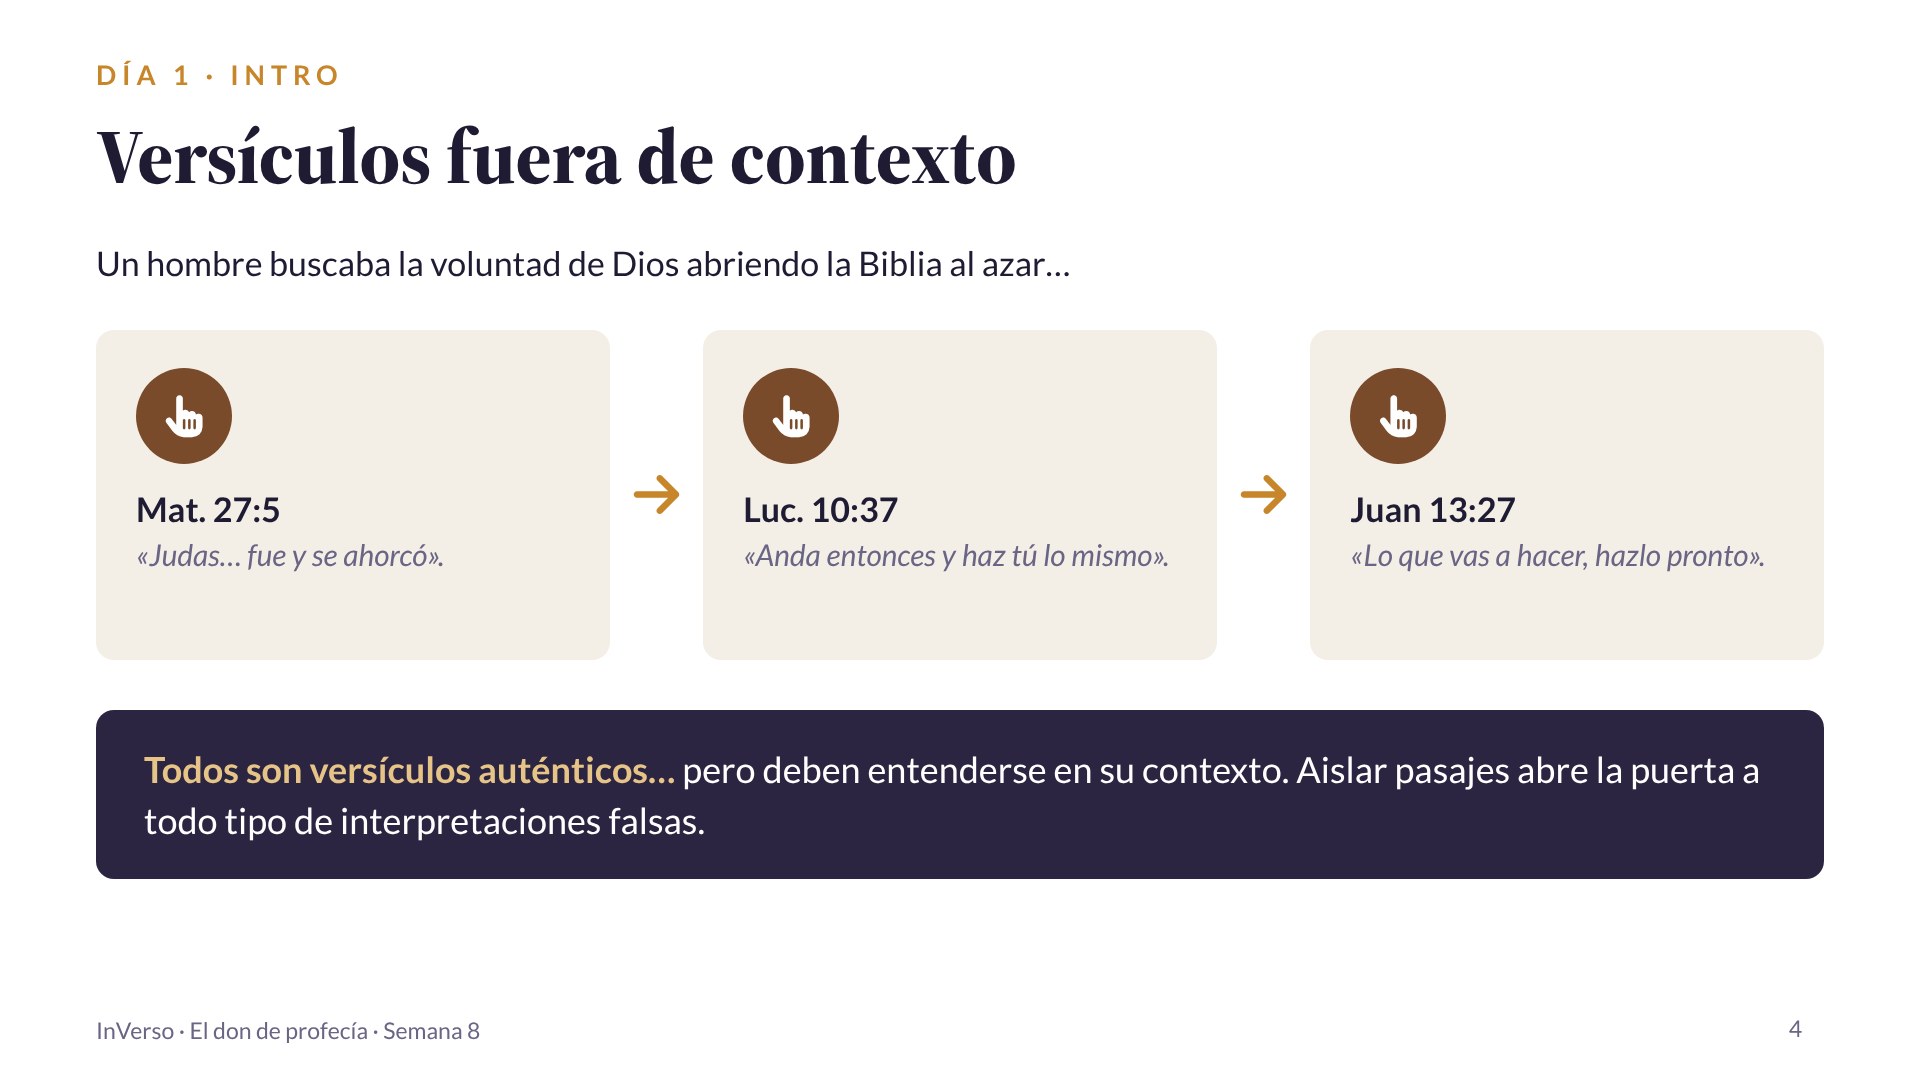 DÍA 1 · INTRO
Versículos fuera de contexto
Un hombre buscaba la voluntad de Dios abriendo la Biblia al azar…
Mat. 27:5
«Judas… fue y se ahorcó».
Luc. 10:37
«Anda entonces y haz tú lo mismo».
Juan 13:27
«Lo que vas a hacer, hazlo pronto».
Todos son versículos auténticos… pero deben entenderse en su contexto. Aislar pasajes abre la puerta a
todo tipo de interpretaciones falsas.
InVerso · El don de profecía · Semana 8
4